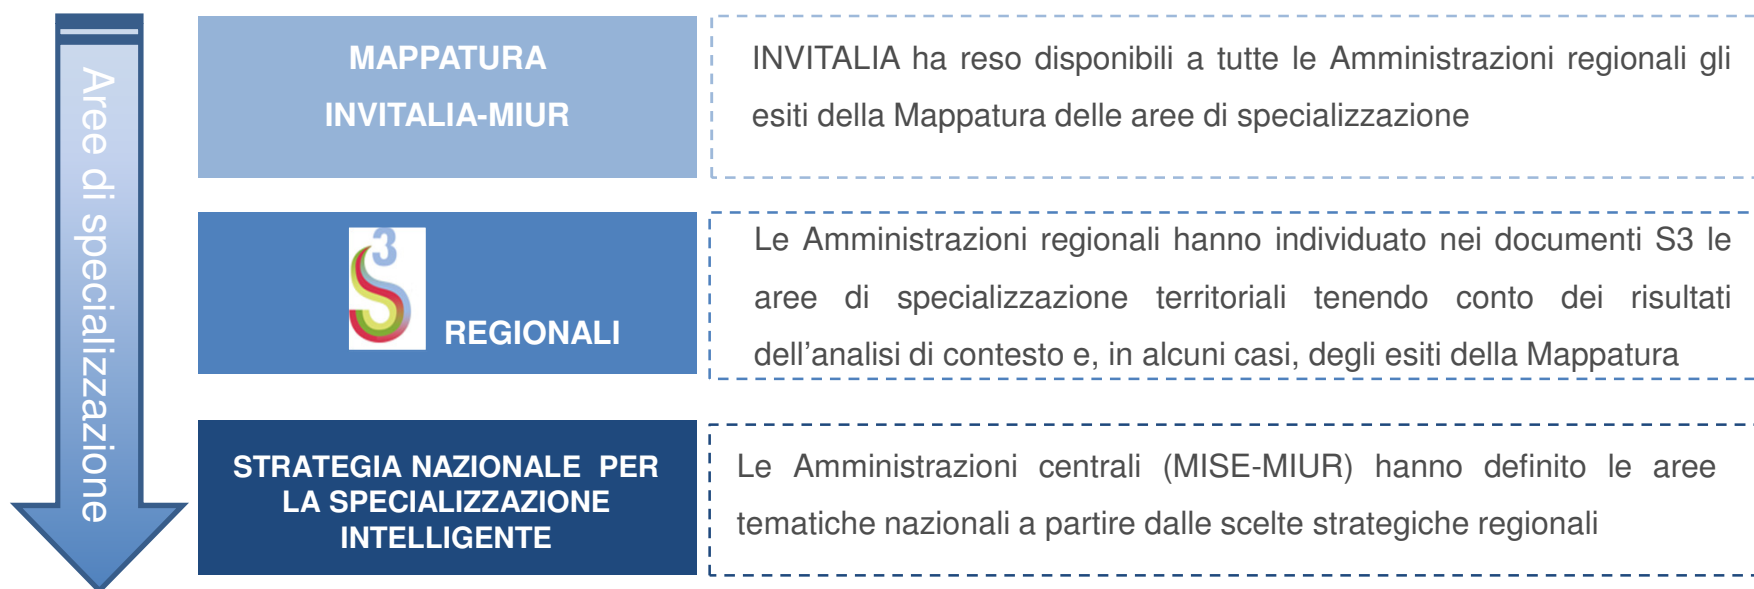 Aree di specializzazione
MAPPATURA
INVITALIA-MIUR
INVITALIA ha reso disponibili a tutte le Amministrazioni regionali gli
esiti della Mappatura delle aree di specializzazione
S3
REGIONALI
Le Amministrazioni regionali hanno individuato nei documenti S3 le
aree di specializzazione territoriali tenendo conto dei risultati
dell'analisi di contesto e, in alcuni casi, degli esiti della Mappatura
STRATEGIA NAZIONALE PER
LA SPECIALIZZAZIONE
INTELLIGENTE
Le Amministrazioni centrali (MISE-MIUR) hanno definito le aree
tematiche nazionali a partire dalle scelte strategiche regionali